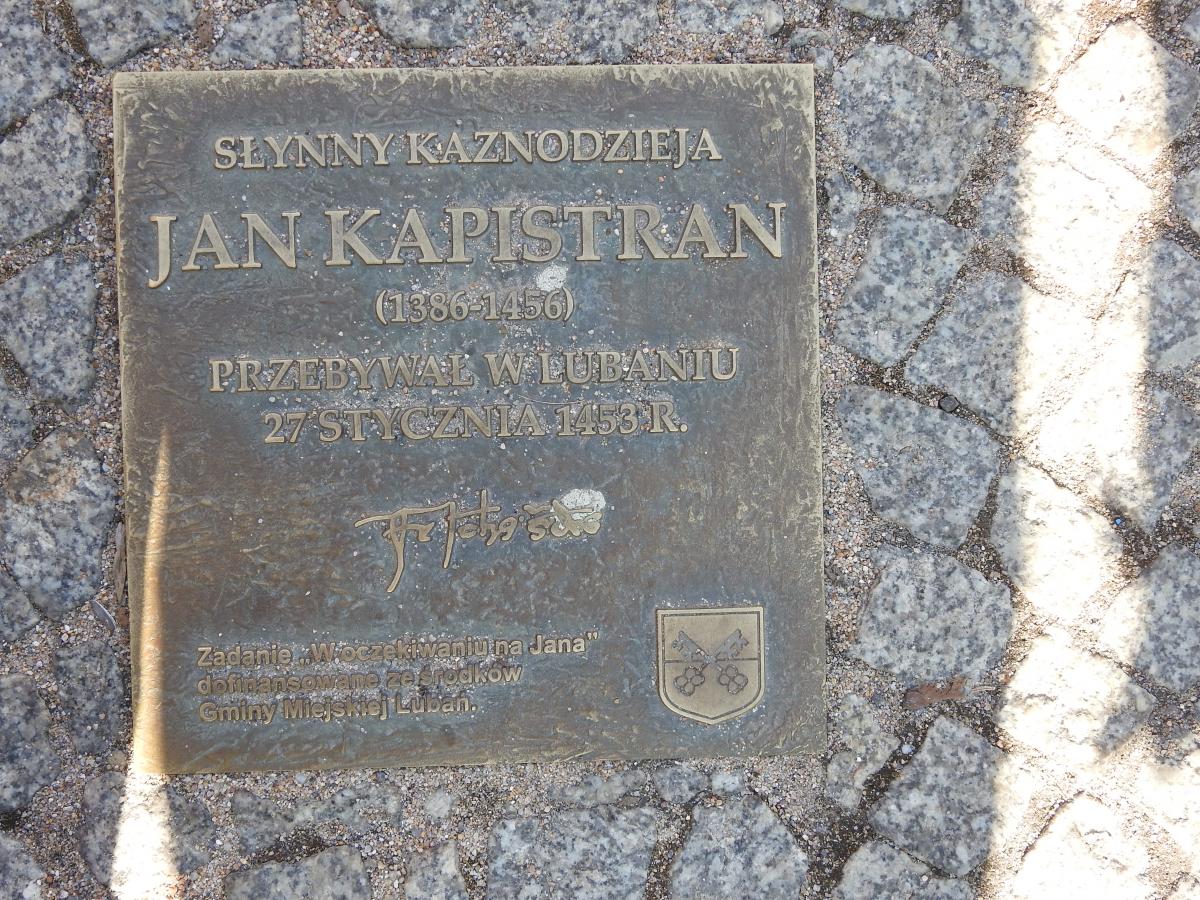 SŁYNNY KAZNODZIEJA
JAN KAPISTRAN
(1386-1456)
PRZEBYWAŁ W LUBANIU
27 STYCZNIA 1453 R.
Zadanie „W oczekiwaniu na Jana"
dofinansowane ze środków
Gminy Miejskiej Lubań.